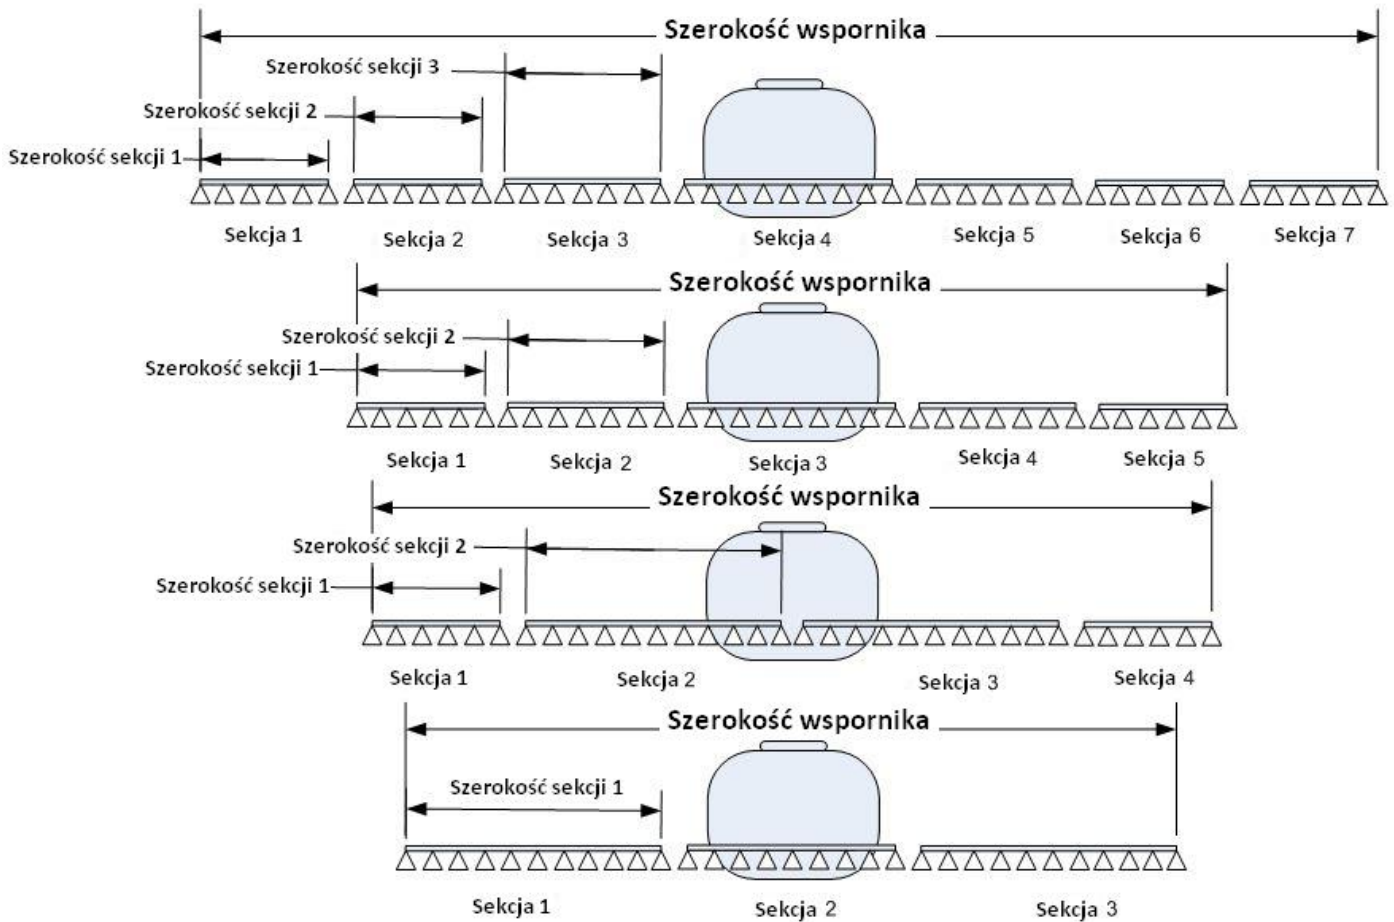 Szerokość wspornika
Szerokość sekcji 3
Szerokość sekcji 2
Szerokość sekcji 1
Sekcja 1
Sekcja 2
Sekcja 3
Sekcja 4
Sekcja 5
Sekcja 6
Sekcja 7
Szerokość wspornika
Szerokość sekcji 2
Szerokość sekcji 1
Sekcja 1
Sekcja 2
Sekcja 3
Sekcja 4
Sekcja 5
Szerokość wspornika
Szerokość sekcji 2
Szerokość sekcji 1
Sekcja 1
Sekcja 2
Sekcja 3
Sekcja 4
Szerokość wspornika
Szerokość sekcji 1
Sekcja 1
Sekcja 2
Sekcja 3